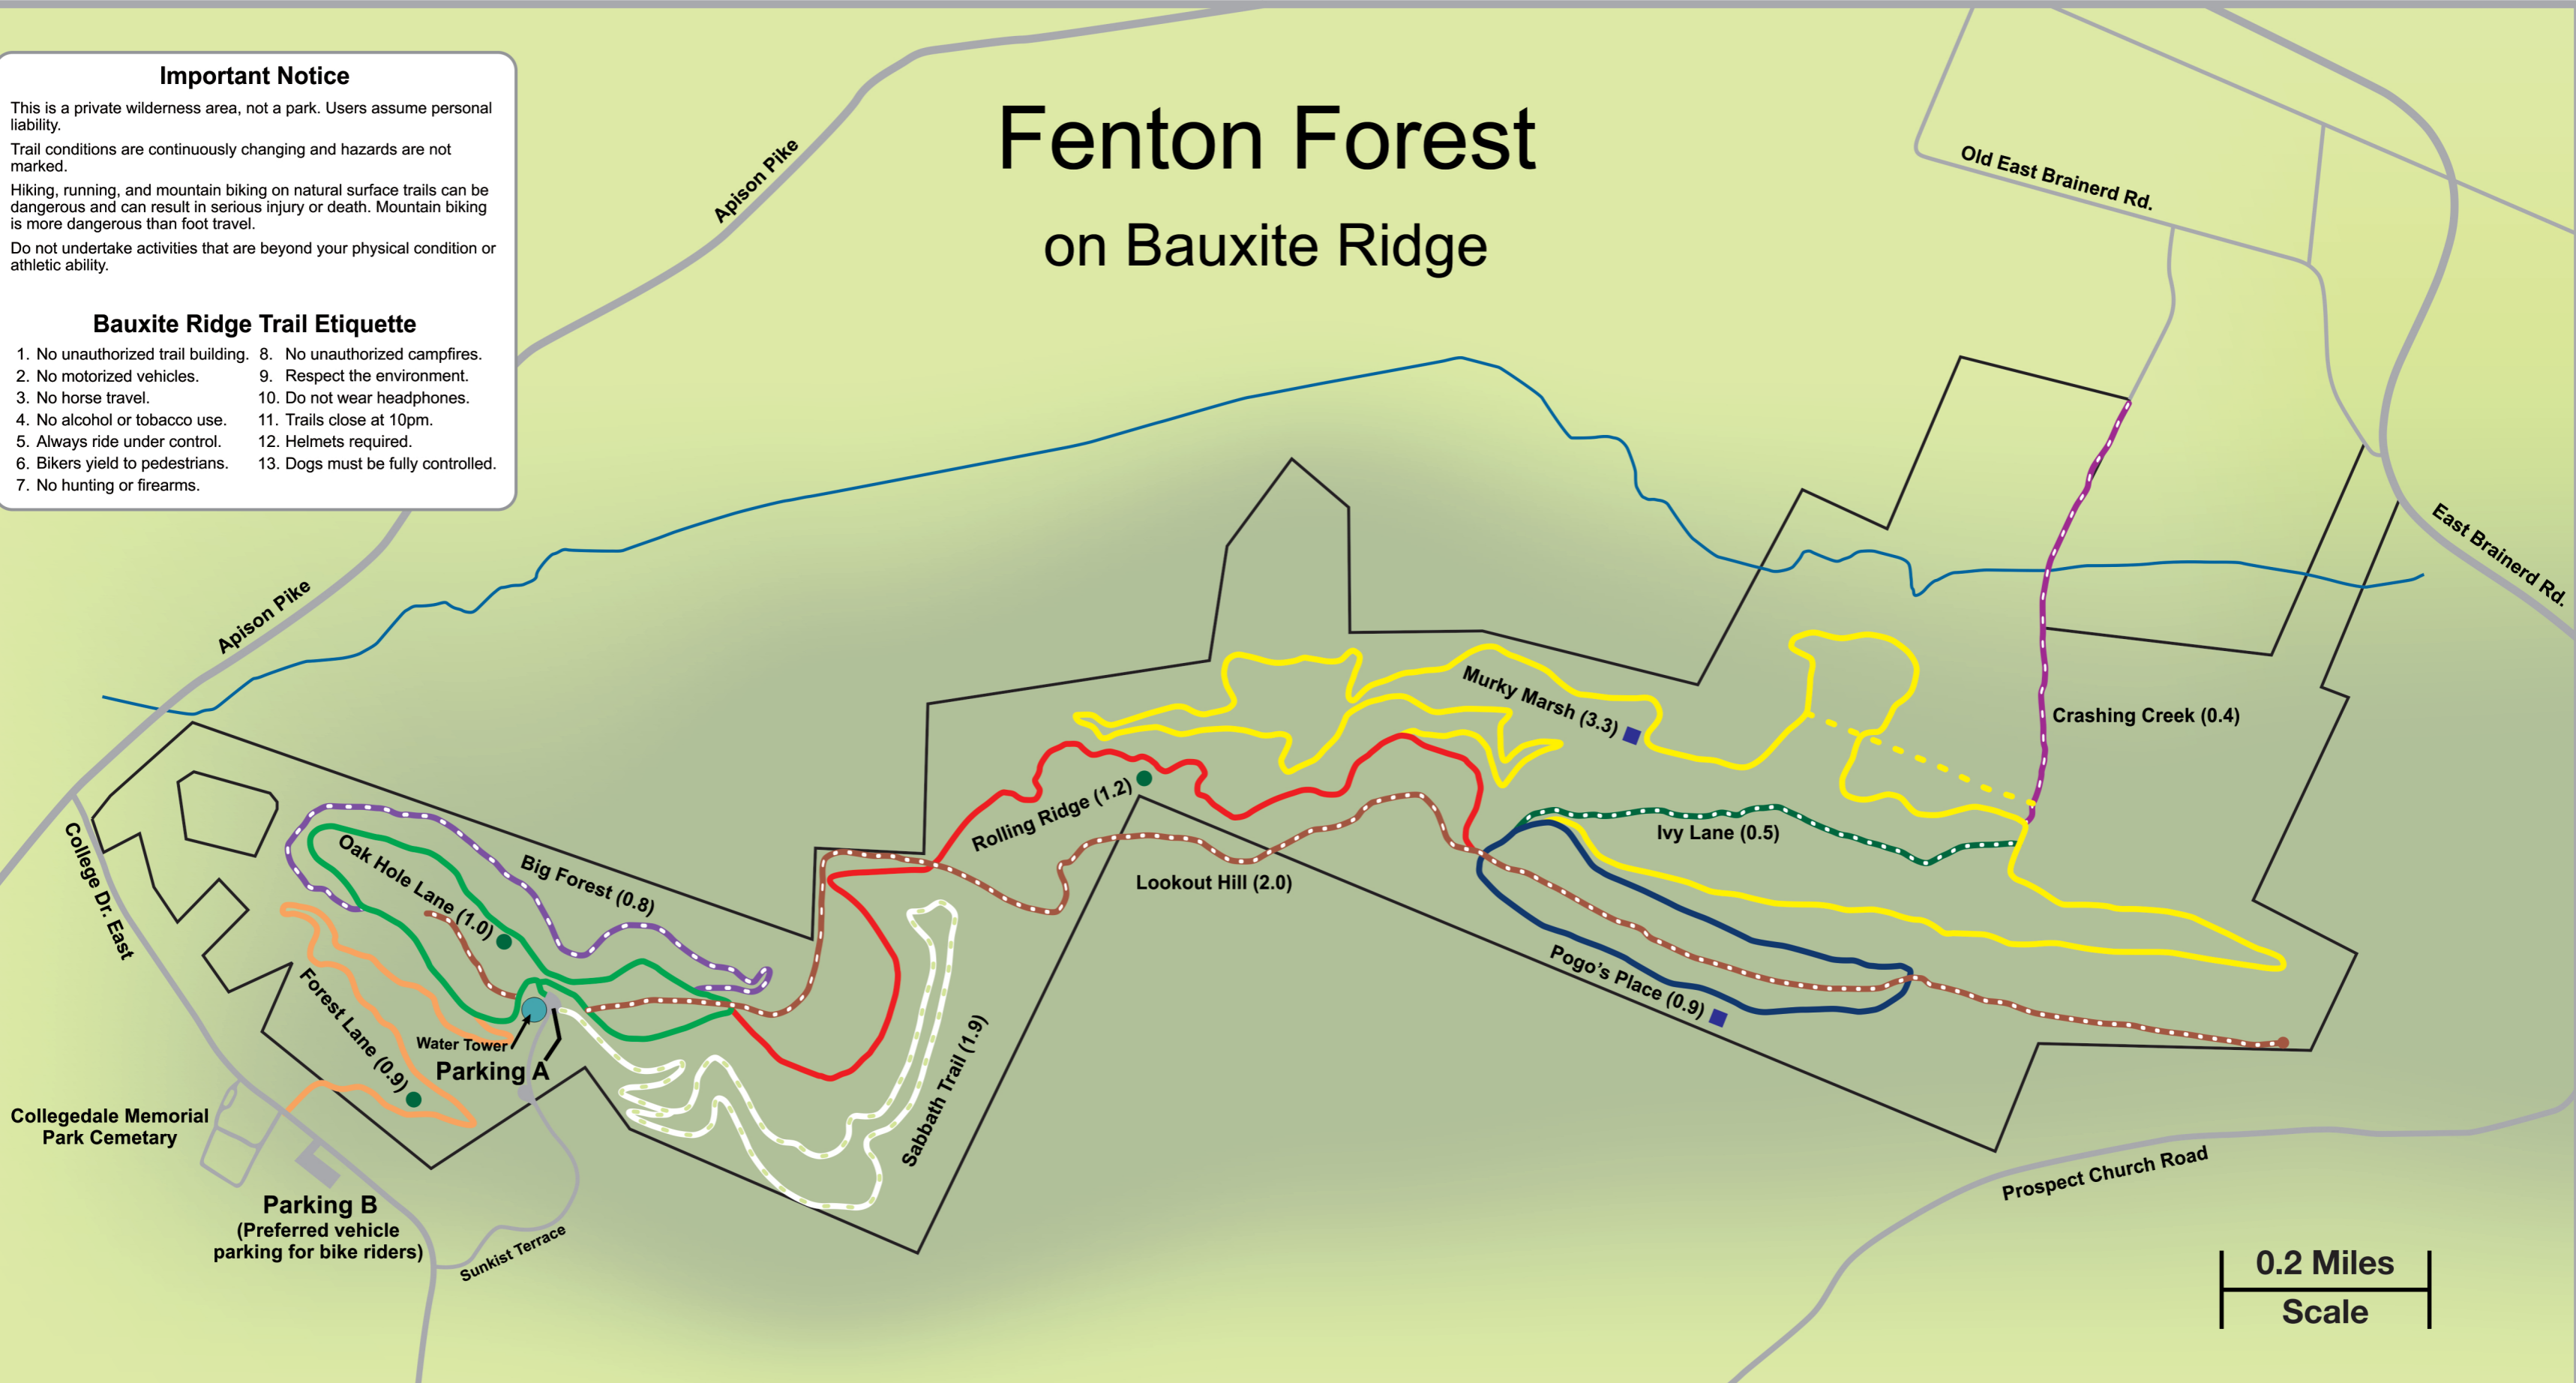 Fenton Forest
on Bauxite Ridge
Important Notice
This is a private wilderness area, not a park. Users assume personal
liability.
Trail conditions are continuously changing and hazards are not
marked.
Hiking, running, and mountain biking on natural surface trails can be
dangerous and can result in serious injury or death. Mountain biking
is more dangerous than foot travel.
Do not undertake activities that are beyond your physical condition or
athletic ability.
Bauxite Ridge Trail Etiquette
1. No unauthorized trail building.
2. No motorized vehicles.
3. No horse travel.
4. No alcohol or tobacco use.
5. Always ride under control.
6. Bikers yield to pedestrians.
7. No hunting or firearms.
8. No unauthorized campfires.
9. Respect the environment.
10. Do not wear headphones.
11. Trails close at 10pm.
12. Helmets required.
13. Dogs must be fully controlled.
Apison Pike
Old East Brainerd Rd.
East Brainerd Rd.
Apison Pike
Murky Marsh (3.3)
Crashing Creek (0.4)
Rolling Ridge (1.2)
Ivy Lane (0.5)
Lookout Hill (2.0)
College Dr. East
Oak Hole Lane (1.0)
Big Forest (0.8)
Pogo's Place (0.9)
Forest Lane (0.9)
Water Tower
Parking A
Sabbath Trail (1.9)
Collegedale Memorial
Park Cemetary
Parking B
(Preferred vehicle
parking for bike riders)
Sunkist Terrace
Prospect Church Road
0.2 Miles
Scale